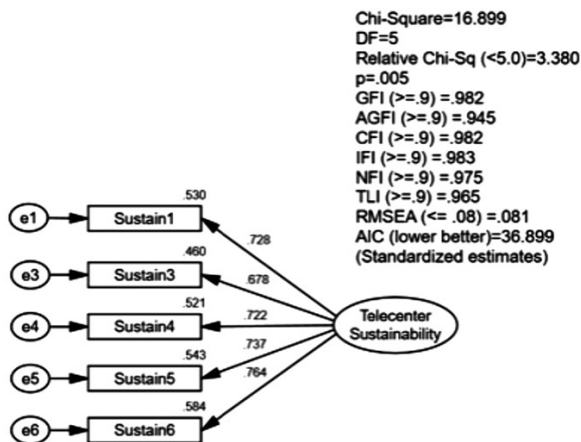 Chi-Square=16.899
DF=5
Relative Chi-Sq (<5.0)=3.380
p=.005
GFI (>=.9) =.982
AGFI (>=.9) =.945
CFI (>=.9) =.982
IFI (>=.9) =.983
NFI (>=.9) =.975
TLI (>=.9) =.965
RMSEA (<= .08) =.081
AIC (lower better)=36.899
(Standardized estimates)
.530
e1 Sustain1
.728
.460
e3 Sustain3
.678
.521
e4 Sustain4
.722
Telecenter
Sustainability
.737
.543
e5 Sustain5
.764
.584
e6 Sustain6